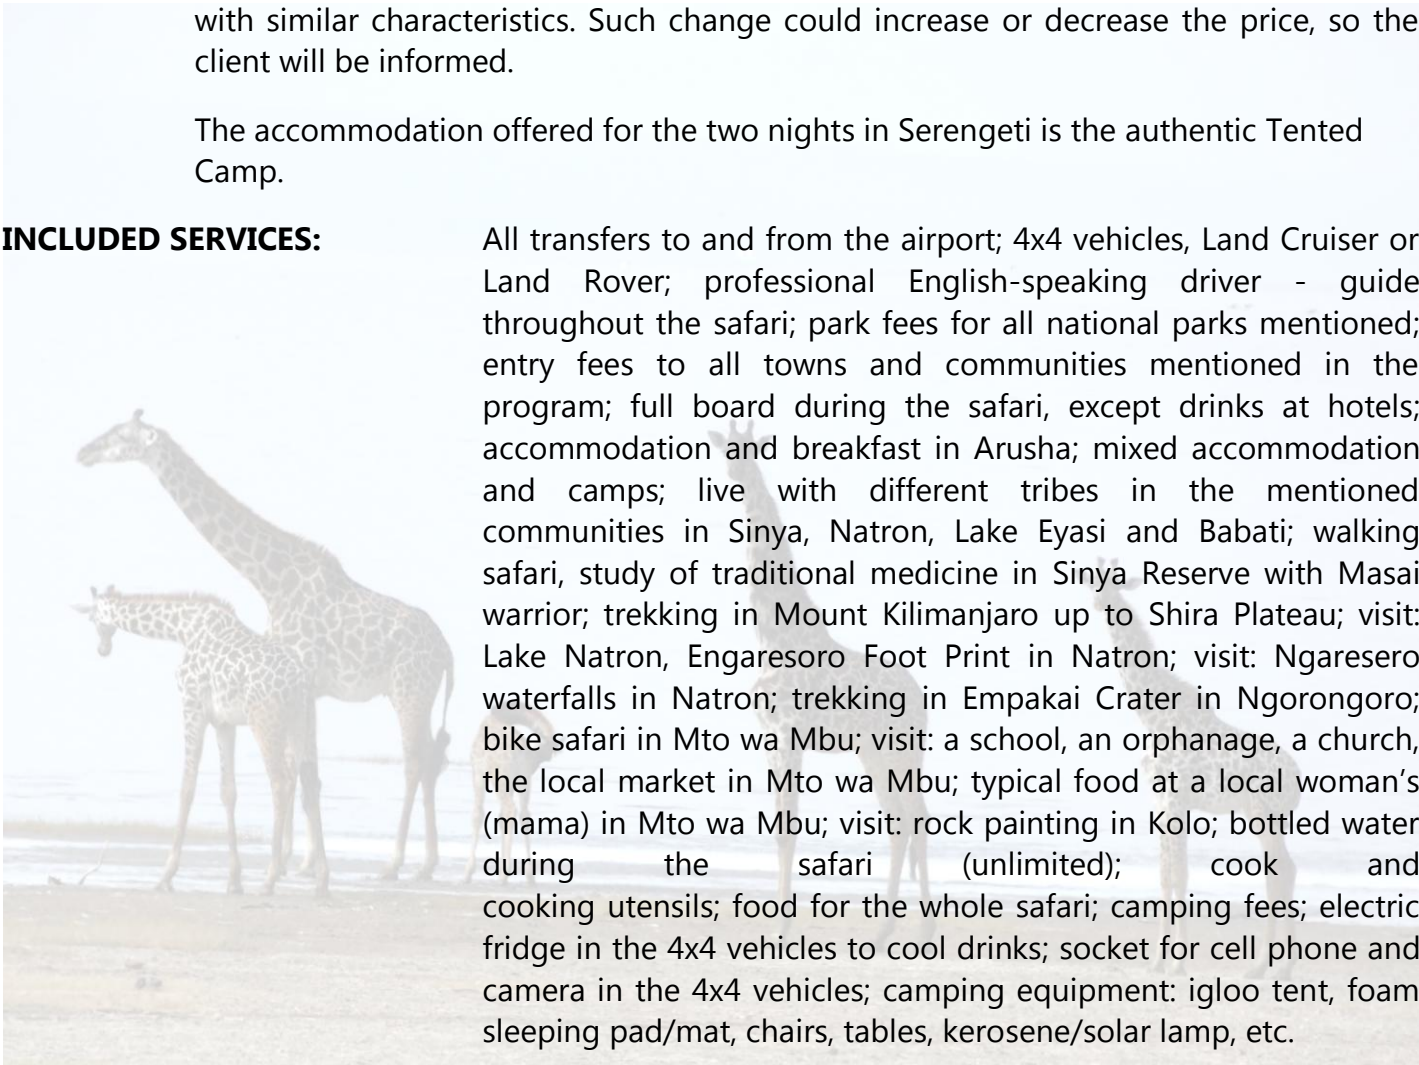 with similar characteristics. Such change could increase or decrease the price, so the
client will be informed.
The accommodation offered for the two nights in Serengeti is the authentic Tented
Camp.
INCLUDED SERVICES: All transfers to and from the airport; 4x4 vehicles, Land Cruiser or
Land Rover; professional English-speaking driver - guide
throughout the safari; park fees for all national parks mentioned;
entry fees to all towns and communities mentioned in the
program; full board during the safari, except drinks at hotels;
accommodation and breakfast in Arusha; mixed accommodation
and camps; live with different tribes in the mentioned
communities in Sinya, Natron, Lake Eyasi and Babati; walking
safari, study of traditional medicine in Sinya Reserve with Masai
warrior; trekking in Mount Kilimanjaro up to Shira Plateau; visit:
Lake Natron, Engaresoro Foot Print in Natron; visit: Ngaresero
waterfalls in Natron; trekking in Empakai Crater in Ngorongoro;
bike safari in Mto wa Mbu; visit: a school, an orphanage, a church,
the local market in Mto wa Mbu; typical food at a local woman’s
(mama) in Mto wa Mbu; visit: rock painting in Kolo; bottled water
during the safari (unlimited); cook and
cooking utensils; food for the whole safari; camping fees; electric
fridge in the 4x4 vehicles to cool drinks; socket for cell phone and
camera in the 4x4 vehicles; camping equipment: igloo tent, foam
sleeping pad/mat, chairs, tables, kerosene/solar lamp, etc.